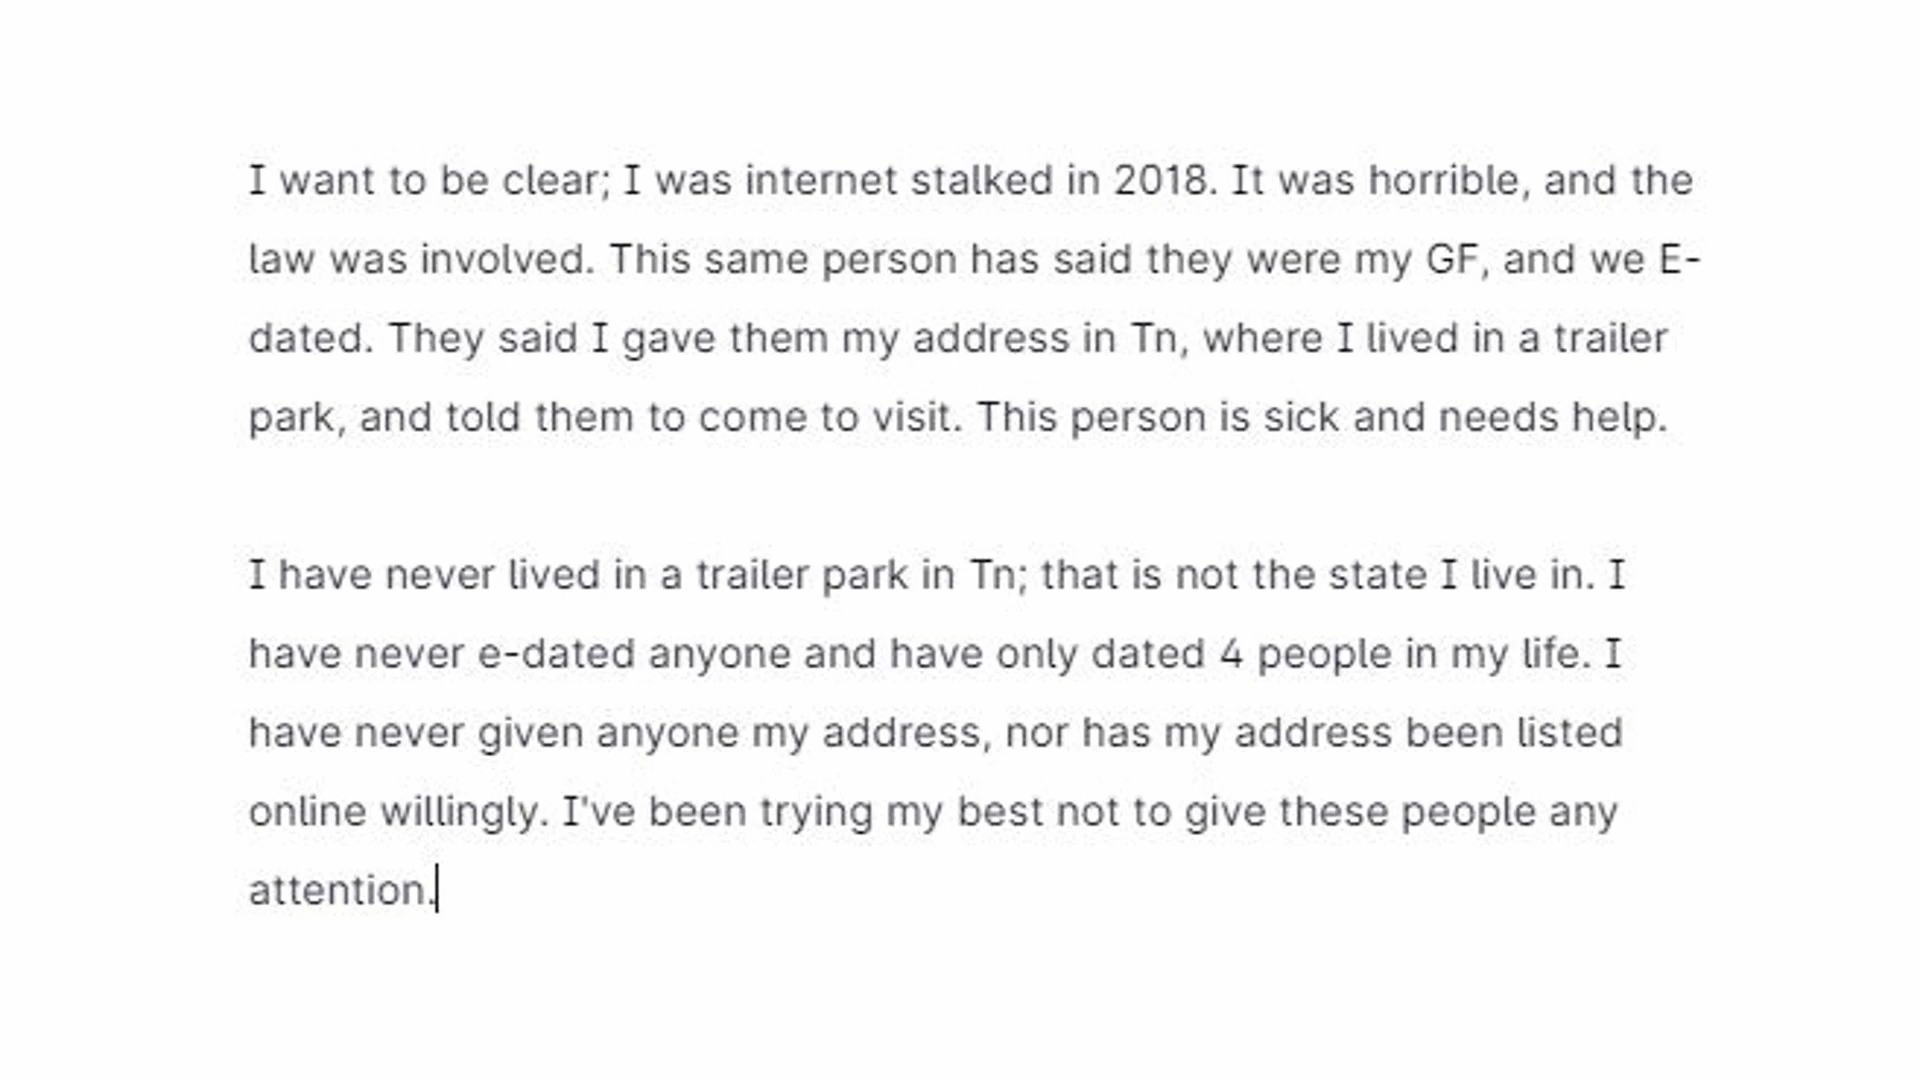 I want to be clear; I was internet stalked in 2018. It was horrible, and the
law was involved. This same person has said they were my GF, and we E-
dated. They said I gave them my address in Tn, where I lived in a trailer
park, and told them to come to visit. This person is sick and needs help.
I have never lived in a trailer park in Tn; that is not the state I live in. I
have never e-dated anyone and have only dated 4 people in my life. I
have never given anyone my address, nor has my address been listed
online willingly. I've been trying my best not to give these people any
attention.